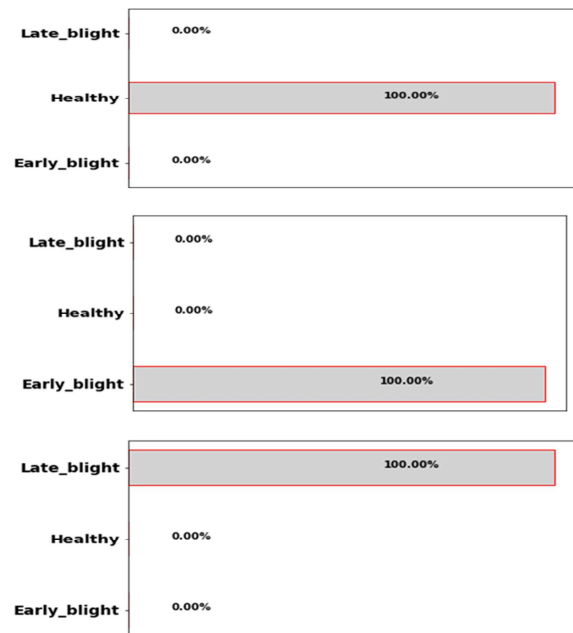 Late_blight 0.00%
Healthy 100.00%
Early_blight 0.00%
Late_blight 0.00%
Healthy 0.00%
Early_blight 100.00%
Late_blight 100.00%
Healthy 0.00%
Early_blight 0.00%